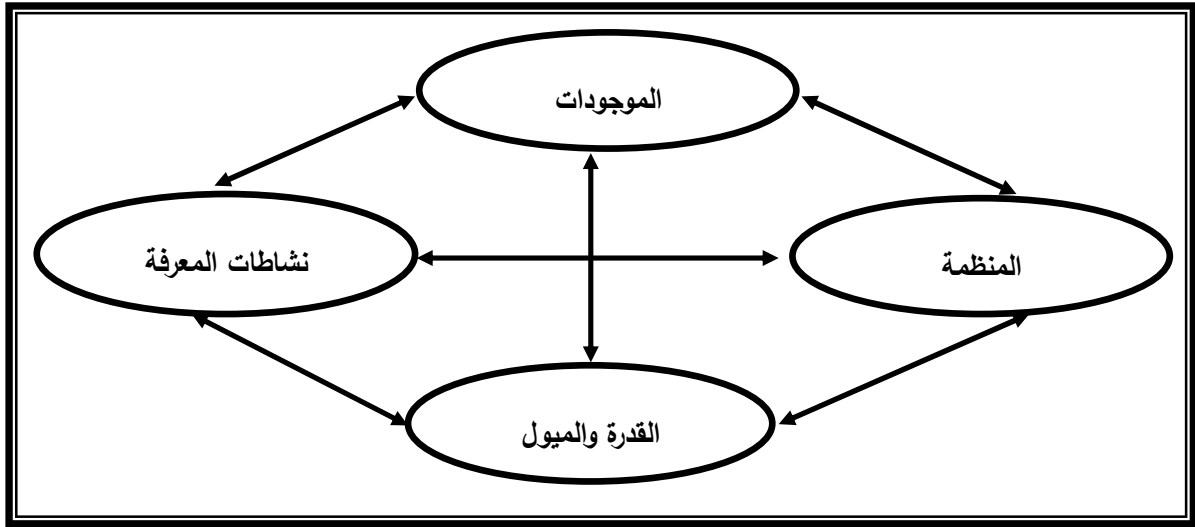 الموجودات
المنظمة
نشاطات المعرفة
القدرة والميول